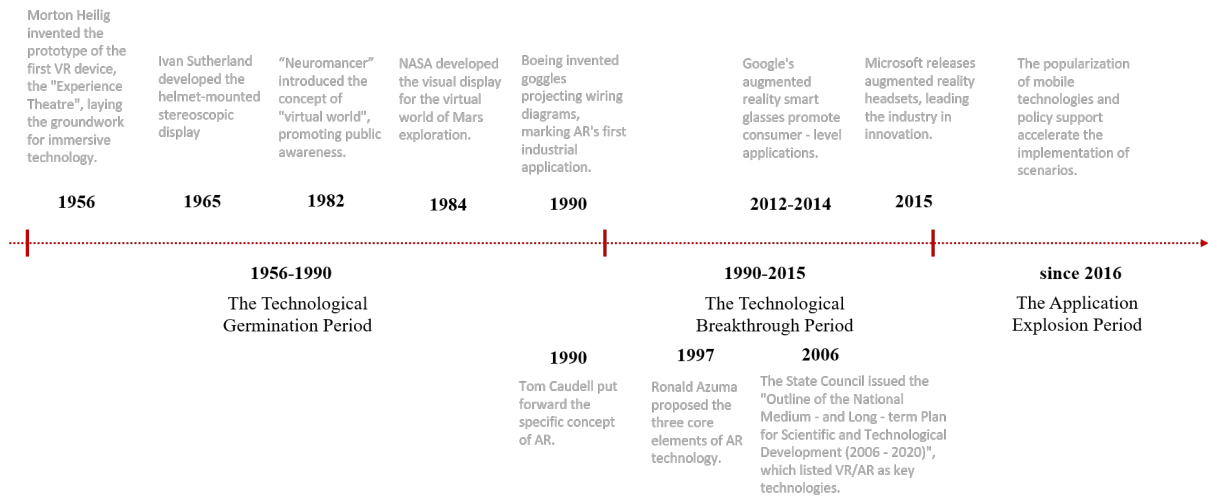 Morton Heilig
invented the
prototype of the
first VR device,
the "Experience
Theatre", laying
the groundwork
for immersive
technology.
1956
Ivan Sutherland
developed the
helmet-mounted
stereoscopic
display
1965
“Neuromancer”
introduced the
concept of
"virtual world",
promoting public
awareness.
1982
NASA developed
the visual display
for the virtual
world of Mars
exploration.
1984
Boeing invented
goggles
projecting wiring
diagrams,
marking AR's first
industrial
application.
1990
Google's
augmented
reality smart
glasses promote
consumer - level
applications.
2012-2014
Microsoft releases
augmented reality
headsets, leading
the industry in
innovation.
2015
The popularization
of mobile
technologies and
policy support
accelerate the
implementation of
scenarios.
1956-1990
The Technological
Germination Period
1990-2015
The Technological
Breakthrough Period
since 2016
The Application
Explosion Period
1990
Tom Caudell put
forward the
specific concept
of AR.
1997
Ronald Azuma
proposed the
three core
elements of AR
technology.
2006
The State Council issued the
"Outline of the National
Medium - and Long - term Plan
for Scientific and Technological
Development (2006 - 2020)",
which listed VR/AR as key
technologies.